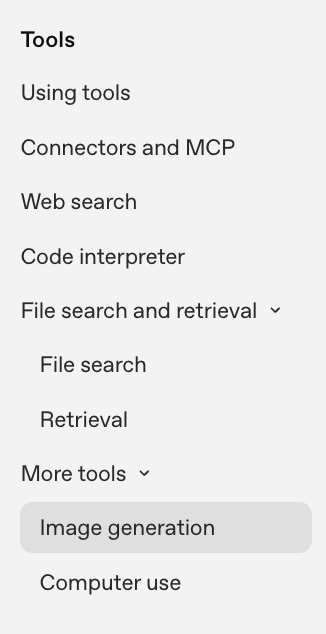 Tools
Using tools
Connectors and MCP
Web search
Code interpreter
File search and retrieval
File search
Retrieval
More tools
Image generation
Computer use